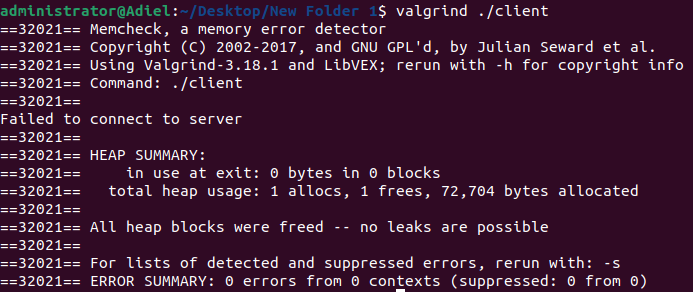 administrator@Adiel:~/Desktop/New Folder 1$ valgrind ./client
==32021== Memcheck, a memory error detector
==32021== Copyright (C) 2002-2017, and GNU GPL'd, by Julian Seward et al.
==32021== Using Valgrind-3.18.1 and LibVEX; rerun with -h for copyright info
==32021== Command: ./client
==32021==
Failed to connect to server
==32021==
==32021== HEAP SUMMARY:
==32021==     in use at exit: 0 bytes in 0 blocks
==32021==   total heap usage: 1 allocs, 1 frees, 72,704 bytes allocated
==32021==
==32021== All heap blocks were freed -- no leaks are possible
==32021==
==32021== For lists of detected and suppressed errors, rerun with: -s
==32021== ERROR SUMMARY: 0 errors from 0 contexts (suppressed: 0 from 0)